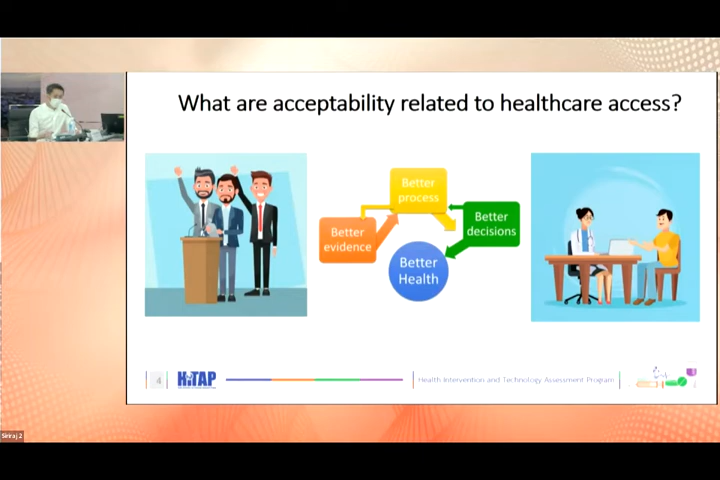 What are acceptability related to healthcare access?
Better
process
Better
evidence
Better
decisions
Better
Health
4
HiTAP
Health Intervention and Technology Assessment Program
Siriraj 2